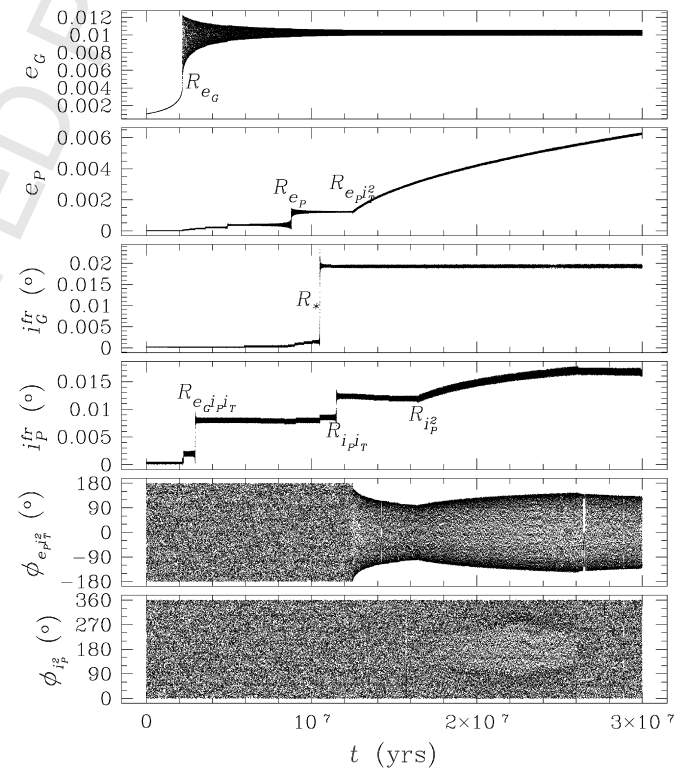 0.012
0.01
0.008
0.006
0.004
0.002
e_G
R_{e_G}
0.006
0.004
0.002
0
e_P
R_{e_P}
R_{e_P i_T^2}
0.02
0.015
0.01
0.005
0
i_G^{fr} (°)
R_*
0.015
0.01
0.005
0
i_P^{fr} (°)
R_{e_G i_P i_T}
R_{i_P i_T}
R_{i_P^2}
180
90
0
−90
−180
ϕ_{e_P i_T^2} (°)
360
270
180
90
0
ϕ_{i_P^2} (°)
0 10^7 2×10^7 3×10^7
t (yrs)